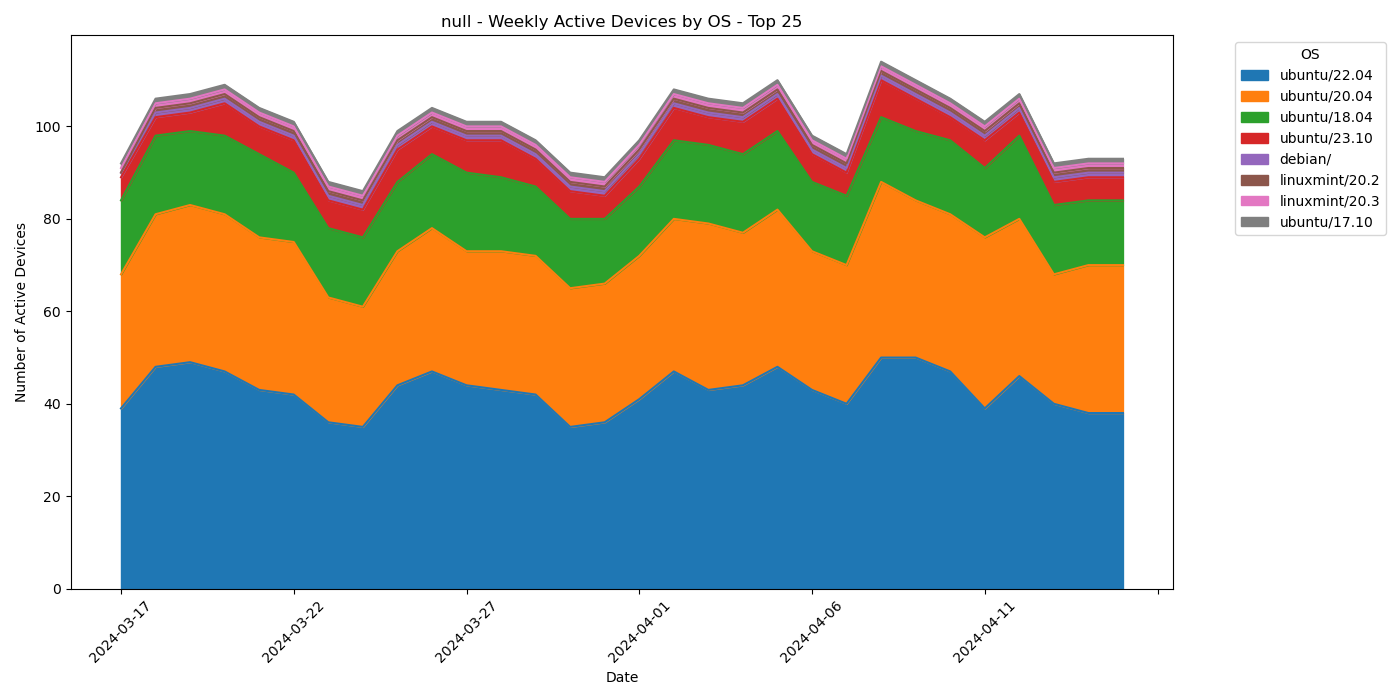 null - Weekly Active Devices by OS - Top 25
Number of Active Devices
100
80
60
40
20
0
2024-03-17
2024-03-22
2024-03-27
2024-04-01
2024-04-06
2024-04-11
Date
OS
ubuntu/22.04
ubuntu/20.04
ubuntu/18.04
ubuntu/23.10
debian/
linuxmint/20.2
linuxmint/20.3
ubuntu/17.10